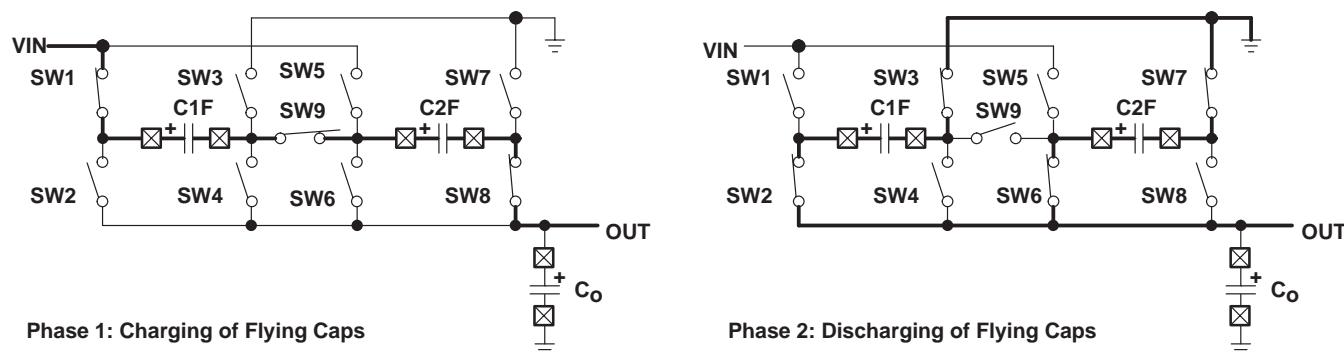 VIN
SW1
SW3
SW5
SW7
C1F
SW9
C2F
+
+
SW2
SW4
SW6
SW8
OUT
+
Co
Phase 1: Charging of Flying Caps
VIN
SW1
SW3
SW5
SW7
C1F
SW9
C2F
+
+
SW2
SW4
SW6
SW8
OUT
+
Co
Phase 2: Discharging of Flying Caps